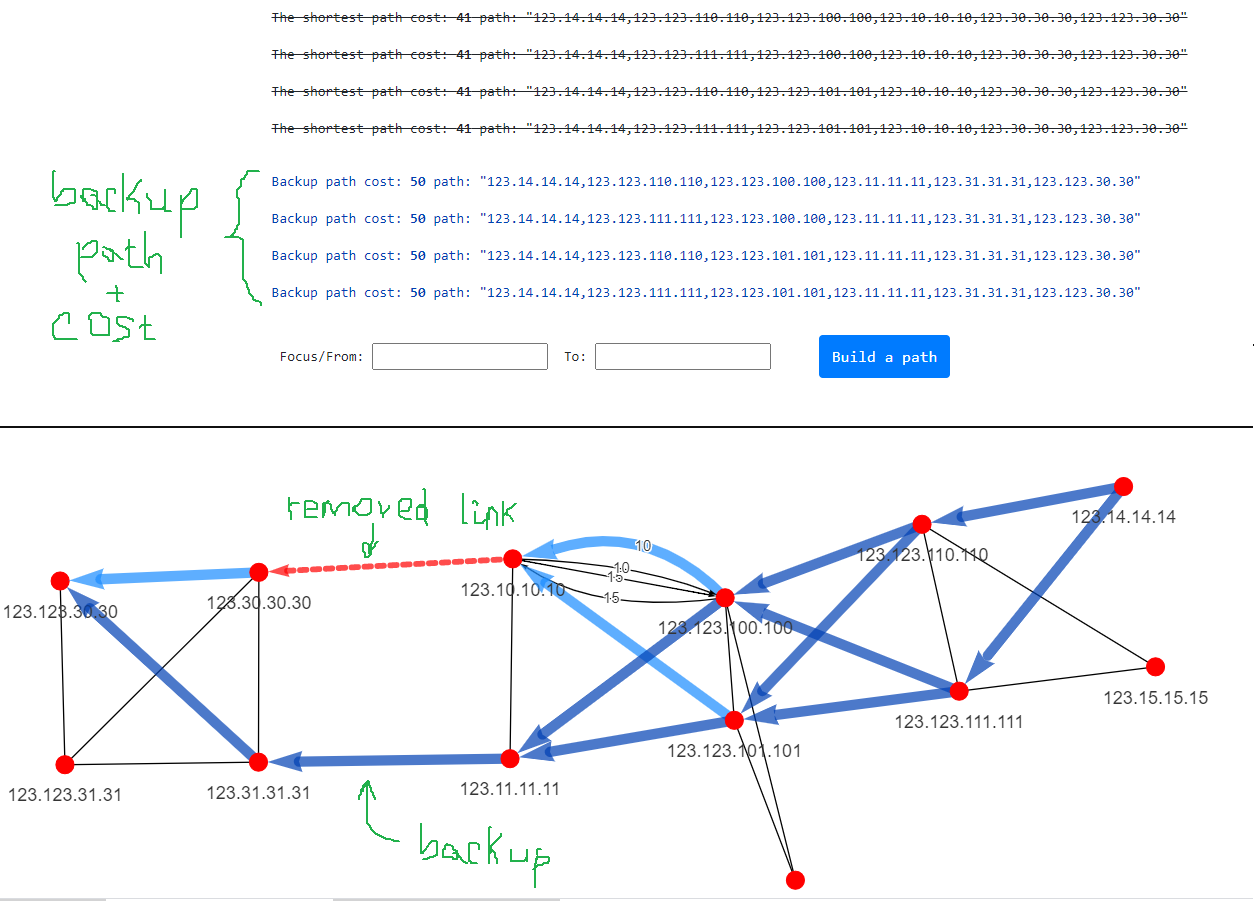 The shortest path cost: 41 path: "123.14.14.14,123.123.110.110,123.123.100.100,123.10.10.10,123.30.30.30,123.123.30.30"
The shortest path cost: 41 path: "123.14.14.14,123.123.111.111,123.123.100.100,123.10.10.10,123.30.30.30,123.123.30.30"
The shortest path cost: 41 path: "123.14.14.14,123.123.110.110,123.123.101.101,123.10.10.10,123.30.30.30,123.123.30.30"
The shortest path cost: 41 path: "123.14.14.14,123.123.111.111,123.123.101.101,123.10.10.10,123.30.30.30,123.123.30.30"
backup
path
+
cost
Backup path cost: 50 path: "123.14.14.14,123.123.110.110,123.123.100.100,123.11.11.11,123.31.31.31,123.123.30.30"
Backup path cost: 50 path: "123.14.14.14,123.123.111.111,123.123.100.100,123.11.11.11,123.31.31.31,123.123.30.30"
Backup path cost: 50 path: "123.14.14.14,123.123.110.110,123.123.101.101,123.11.11.11,123.31.31.31,123.123.30.30"
Backup path cost: 50 path: "123.14.14.14,123.123.111.111,123.123.101.101,123.11.11.11,123.31.31.31,123.123.30.30"
Focus/From: To: Build a path
removed link
123.14.14.14
10
123.123.110.110
10
15
123.10.10.10
15
123.30.30.30
123.123.30.30
123.123.100.100
123.15.15.15
123.123.111.111
123.123.101.101
123.11.11.11
123.31.31.31
123.123.31.31
backup